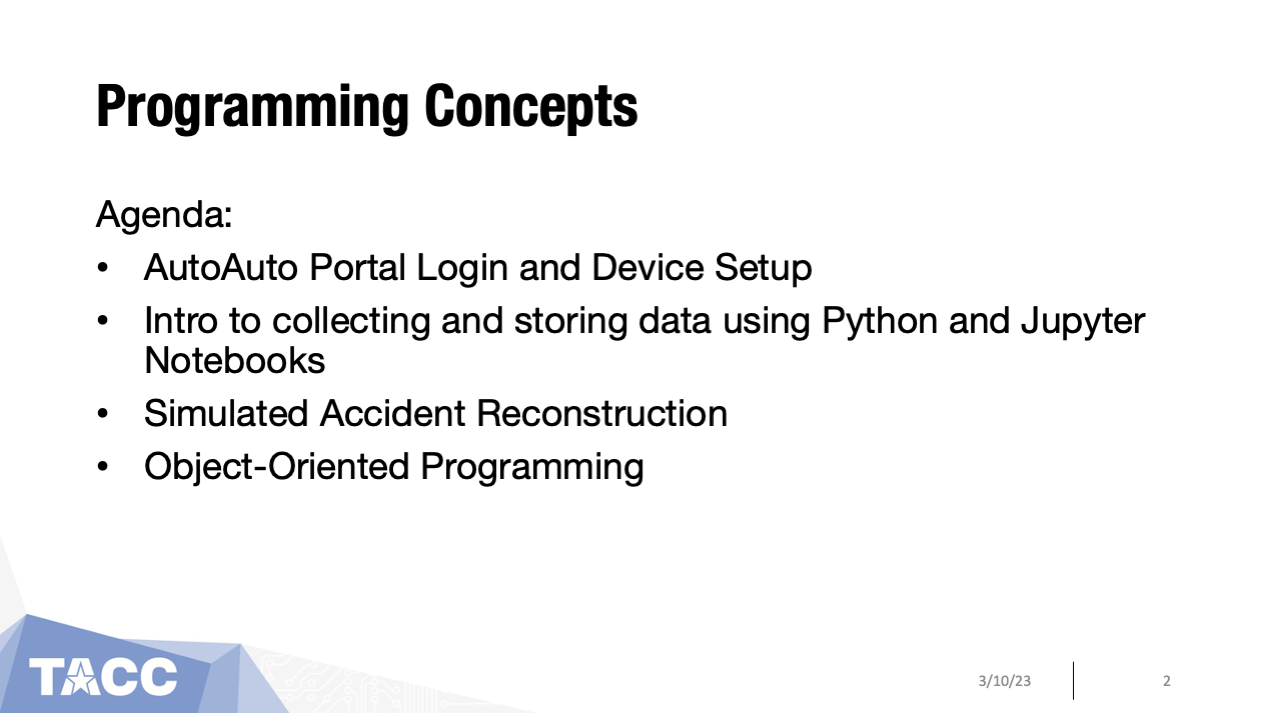 Programming Concepts
Agenda:
• AutoAuto Portal Login and Device Setup
• Intro to collecting and storing data using Python and Jupyter
Notebooks
• Simulated Accident Reconstruction
• Object-Oriented Programming
TACC
3/10/23
2